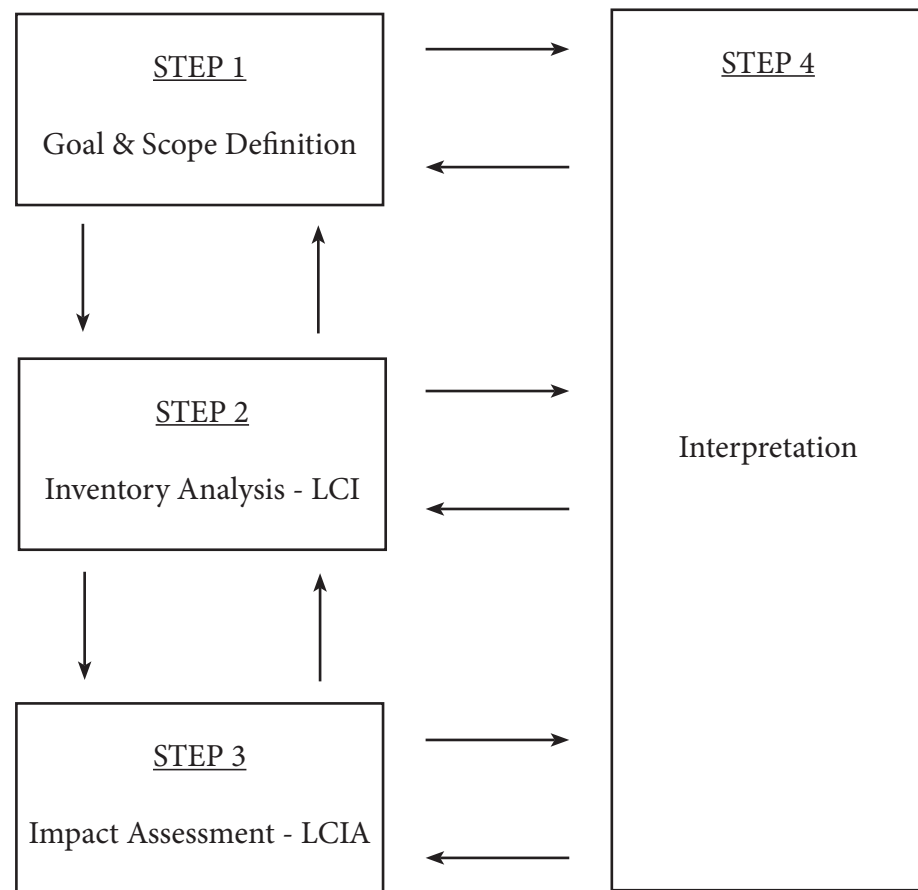 STEP 1
Goal & Scope Definition
STEP 2
Inventory Analysis - LCI
STEP 3
Impact Assessment - LCIA
STEP 4
Interpretation